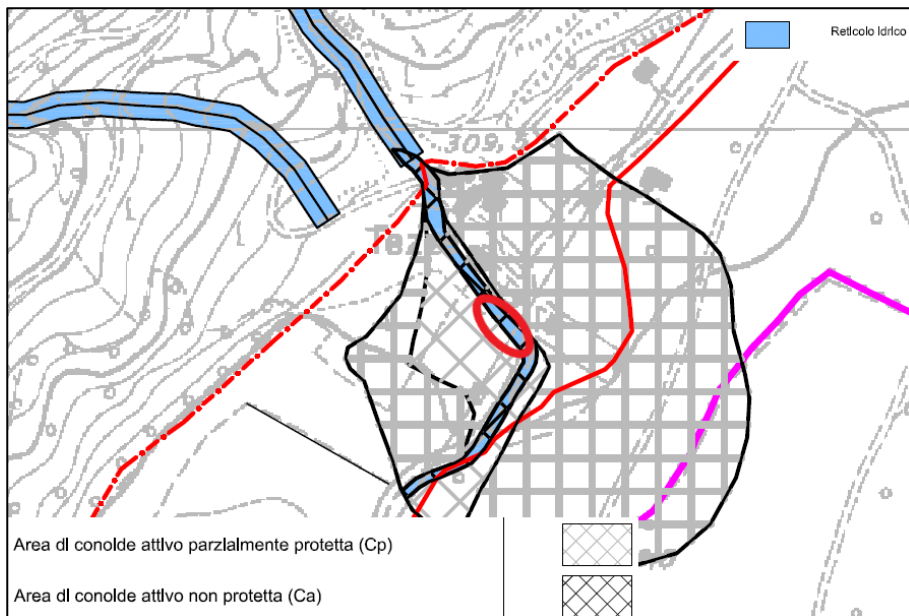 Reticolo Idrico
309,
Area di conoide attivo parzialmente protetta (Cp)
Area di conoide attivo non protetta (Ca)